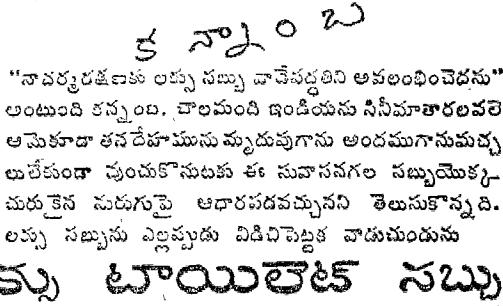 కన్నాంబ
"నాచర్మరక్షణకు లక్సు సబ్బు వాడేపద్ధతిని అవలంభించెదను"
అంటుంది కన్నంబ. చాలమంది ఇండియను సినీమాతారలవలె
ఆమెకూడా తనదేహమును మృదువుగాను అందముగానుమచ్చ
లులేకుండా వుంచుకొనుటకు ఈ సువాసనగల సబ్బుయొక్క
చురుకైన నురుగుపై ఆధారపడవచ్చునని తెలుసుకొన్నది.
లక్సు సబ్బును ఎల్లప్పుడు విడిచిపెట్టక వాడుచుండును
క్సు టాయిలెట్ సబ్బు